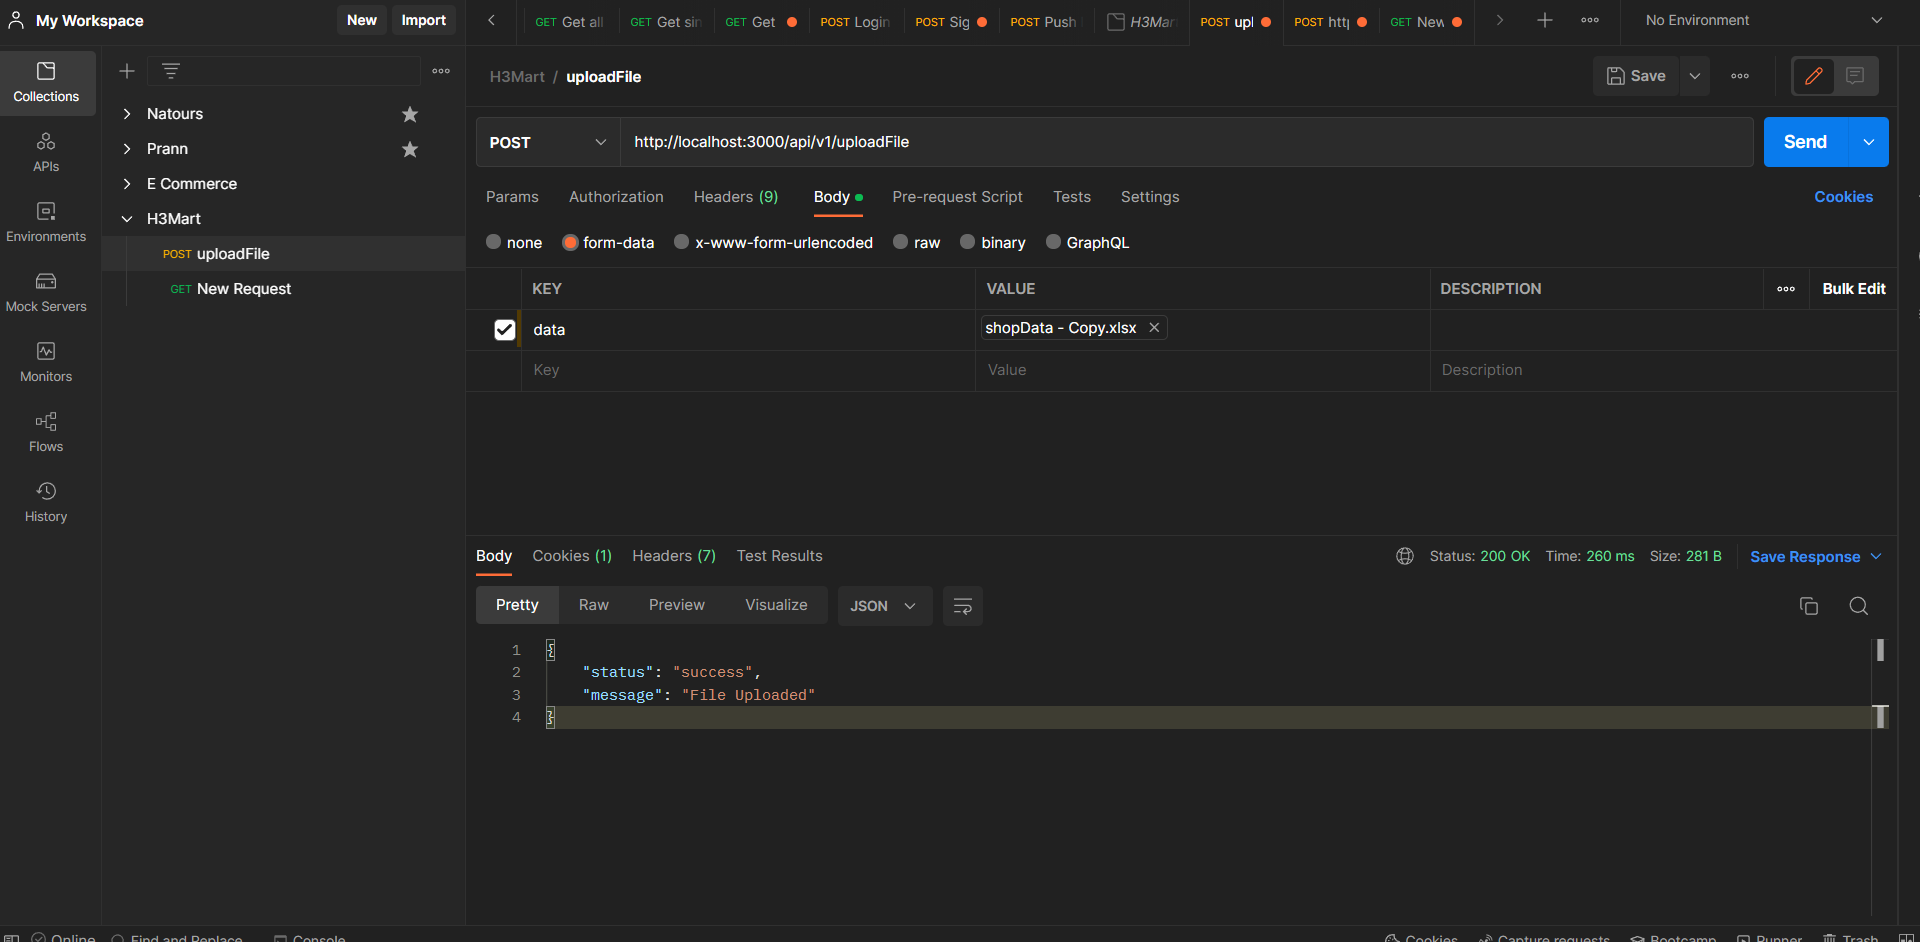 My Workspace New Import
GET Get all GET Get sin GET Get POST Login POST Sig POST Push H3Mar POST upl POST http GET New No Environment
Collections
APIs
Environments
Mock Servers
Monitors
Flows
History
Natours
Prann
E Commerce
H3Mart
POST uploadFile
GET New Request
H3Mart / uploadFile Save
POST http://localhost:3000/api/v1/uploadFile Send
Params Authorization Headers (9) Body Pre-request Script Tests Settings Cookies
none form-data x-www-form-urlencoded raw binary GraphQL
KEY VALUE DESCRIPTION Bulk Edit
data shopData - Copy.xlsx
Key Value Description
Body Cookies (1) Headers (7) Test Results Status: 200 OK Time: 260 ms Size: 281 B Save Response
Pretty Raw Preview Visualize JSON
1 {
2 "status": "success",
3 "message": "File Uploaded"
4 }
Online Find and Replace Console Cookies Capture requests Bootcamp Runner Trash